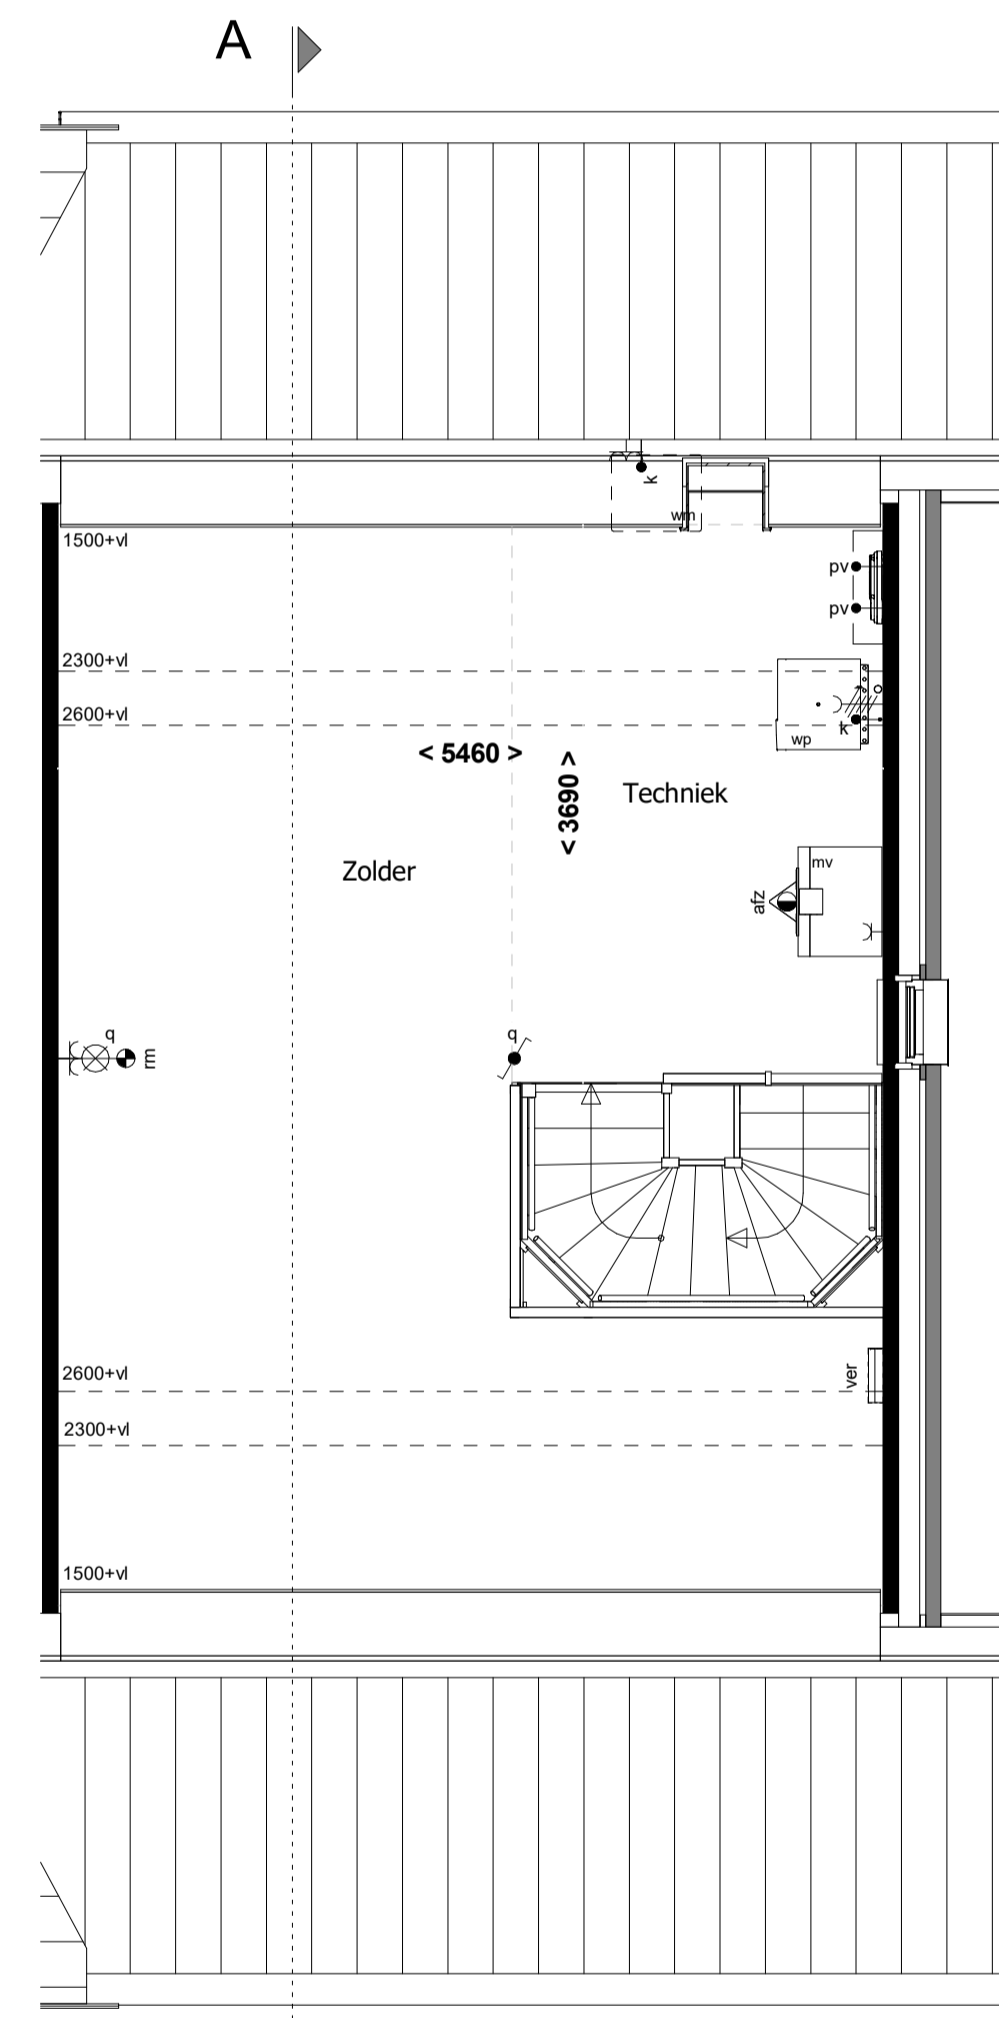 A
k
wm
1500+vl
pv
pv
2300+vl
2600+vl
k
wp
< 5460 >
< 3690 >
Techniek
Zolder
mv
afz
q
rm
q
2600+vl
ver
2300+vl
1500+vl